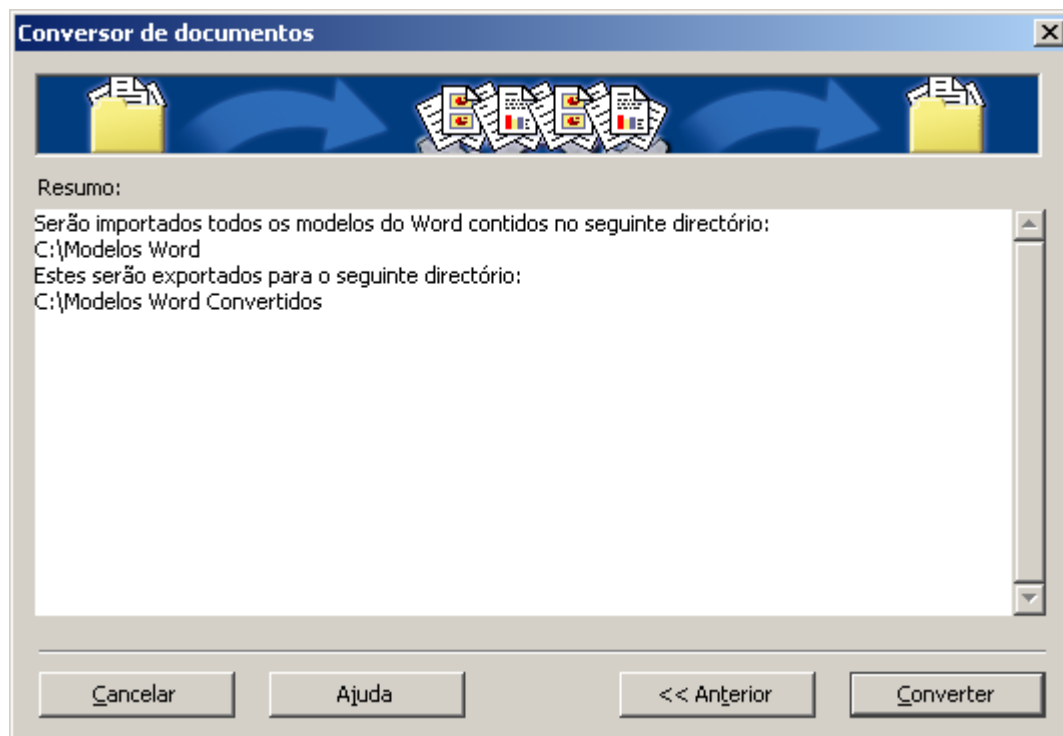 Conversor de documentos
Resumo:
Serão importados todos os modelos do Word contidos no seguinte directório:
C:\Modelos Word
Estes serão exportados para o seguinte directório:
C:\Modelos Word Convertidos
Cancelar Ajuda << Anterior Converter